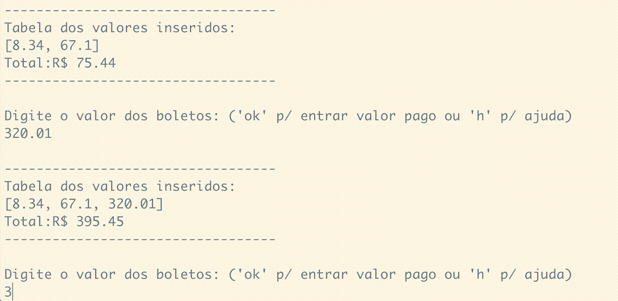 ----------------------------------
Tabela dos valores inseridos:
[8.34, 67.1]
Total:R$ 75.44
----------------------------------
Digite o valor dos boletos: ('ok' p/ entrar valor pago ou 'h' p/ ajuda)
320.01
----------------------------------
Tabela dos valores inseridos:
[8.34, 67.1, 320.01]
Total:R$ 395.45
----------------------------------
Digite o valor dos boletos: ('ok' p/ entrar valor pago ou 'h' p/ ajuda)
3